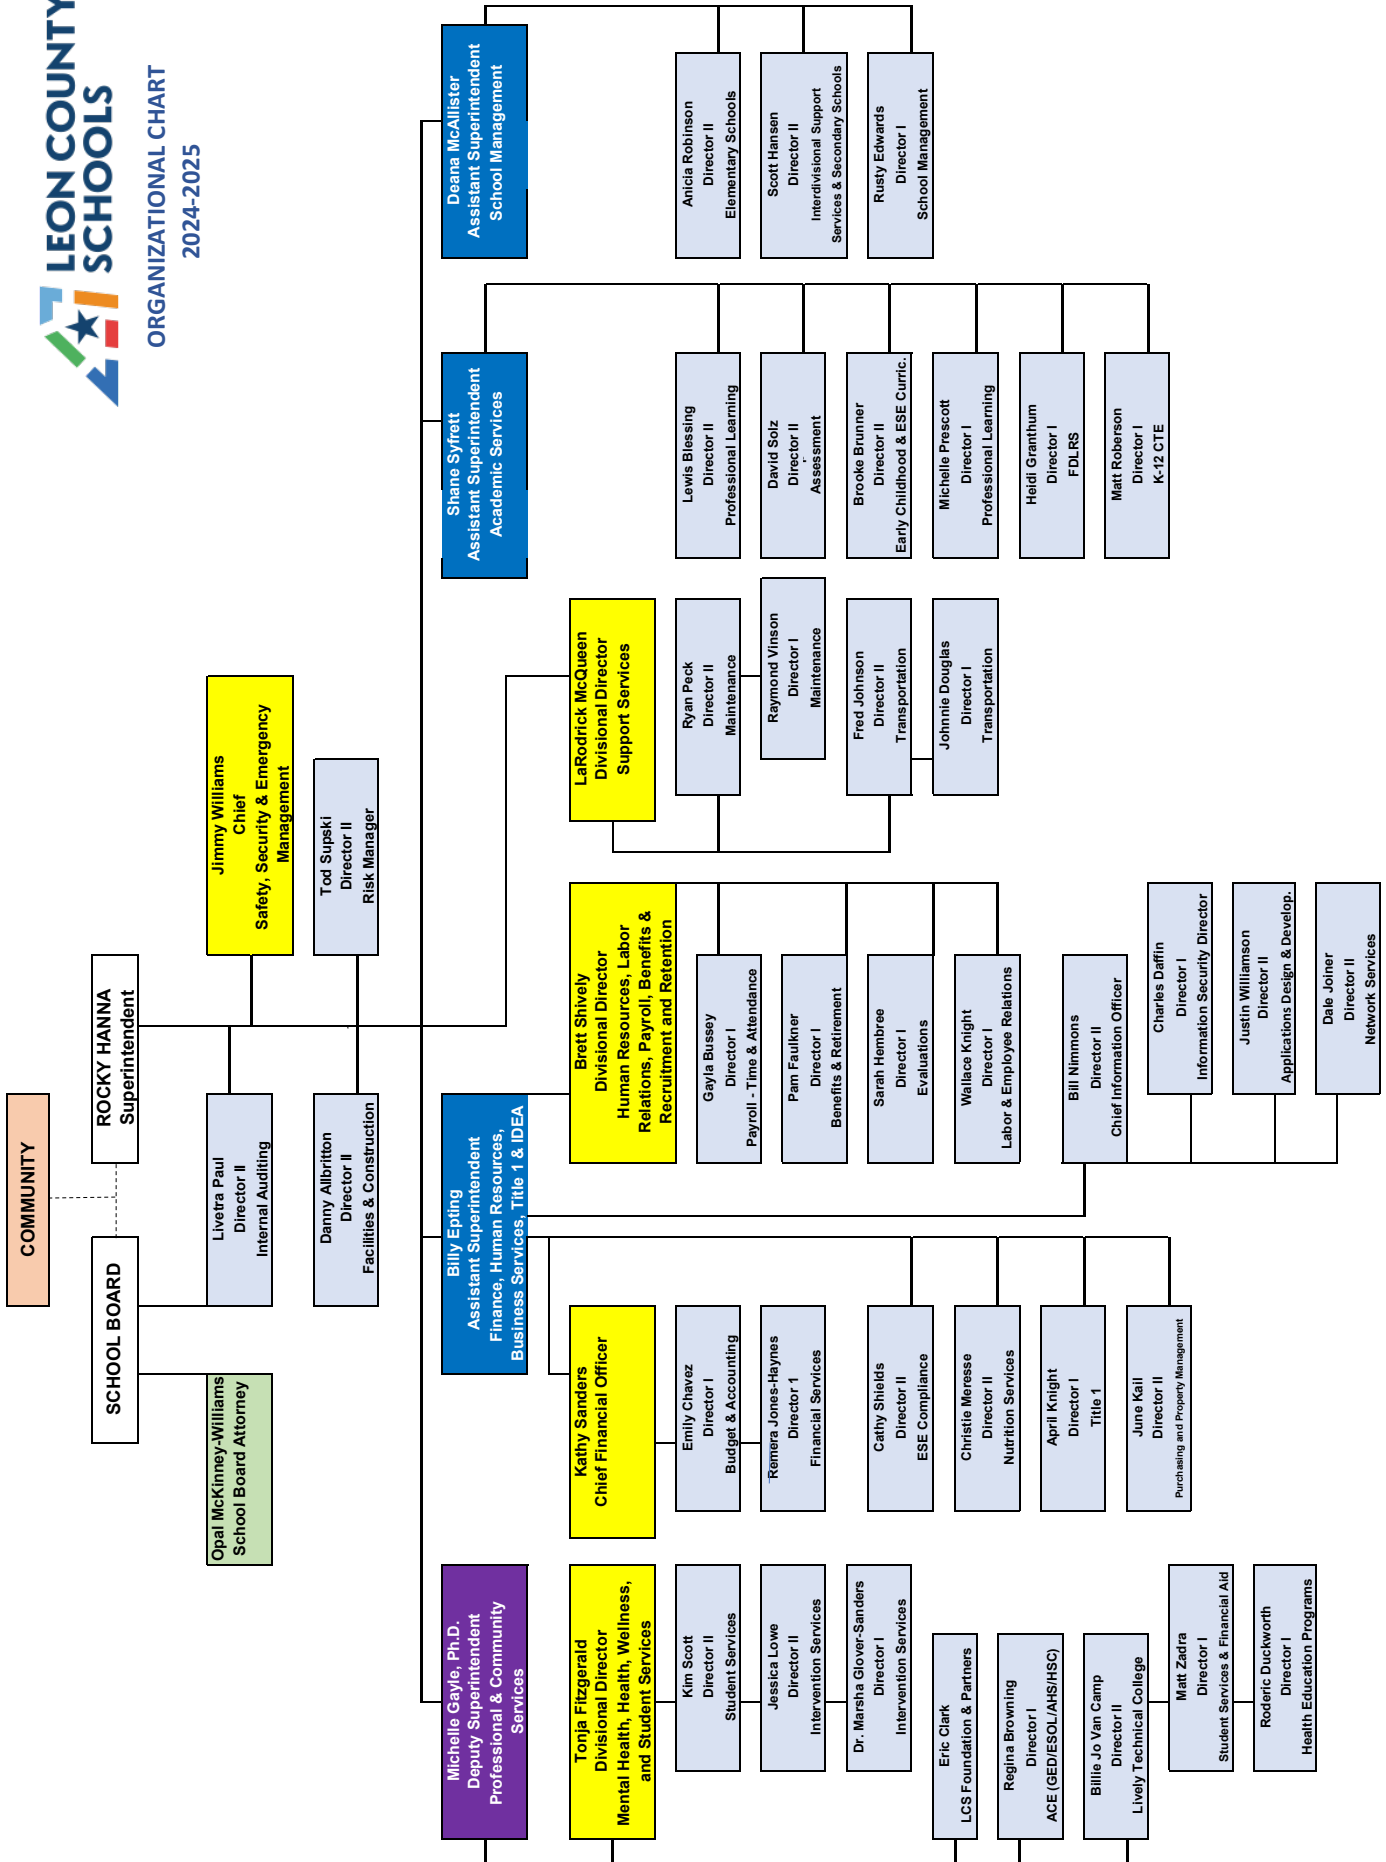 LEON COUNTY
SCHOOLS
ORGANIZATIONAL CHART
2024-2025
COMMUNITY
SCHOOL BOARD
ROCKY HANNA
Superintendent
Opal McKinney-Williams
School Board Attorney
Livetra Paul
Director II
Internal Auditing
Jimmy Williams
Chief
Safety, Security & Emergency
Management
Danny Allbritton
Director II
Facilities & Construction
Tod Supski
Director II
Risk Manager
Michelle Gayle, Ph.D.
Deputy Superintendent
Professional & Community
Services
Billy Epting
Assistant Superintendent
Finance, Human Resources,
Business Services, Title 1 & IDEA
Shane Syfrett
Assistant Superintendent
Academic Services
Deana McAllister
Assistant Superintendent
School Management
Tonja Fitzgerald
Divisional Director
Mental Health, Health, Wellness,
and Student Services
Kim Scott
Director II
Student Services
Jessica Lowe
Director II
Intervention Services
Dr. Marsha Glover-Sanders
Director I
Intervention Services
Eric Clark
LCS Foundation & Partners
Regina Browning
Director I
ACE (GED/ESOL/AHS/HSC)
Billie Jo Van Camp
Director II
Lively Technical College
Matt Zadra
Director I
Student Services & Financial Aid
Roderic Duckworth
Director I
Health Education Programs
Kathy Sanders
Chief Financial Officer
Emily Chavez
Director I
Budget & Accounting
Remera Jones-Haynes
Director 1
Financial Services
Cathy Shields
Director II
ESE Compliance
Christie Meresse
Director II
Nutrition Services
April Knight
Director I
Title 1
June Kail
Director II
Purchasing and Property Management
Brett Shively
Divisional Director
Human Resources, Labor
Relations, Payroll, Benefits &
Recruitment and Retention
Gayla Bussey
Director I
Payroll - Time & Attendance
Pam Faulkner
Director I
Benefits & Retirement
Sarah Hembree
Director I
Evaluations
Wallace Knight
Director I
Labor & Employee Relations
Bill Nimmons
Director II
Chief Information Officer
Charles Daffin
Director I
Information Security Director
Justin Williamson
Director II
Applications Design & Develop.
Dale Joiner
Director II
Network Services
LaRodrick McQueen
Divisional Director
Support Services
Ryan Peck
Director II
Maintenance
Raymond Vinson
Director I
Maintenance
Fred Johnson
Director II
Transportation
Johnnie Douglas
Director I
Transportation
Lewis Blessing
Director II
Professional Learning
David Solz
Director II
Assessment
Brooke Brunner
Director II
Early Childhood & ESE Curric.
Michelle Prescott
Director I
Professional Learning
Heidi Granthum
Director I
FDLRS
Matt Roberson
Director I
K-12 CTE
Anicia Robinson
Director II
Elementary Schools
Scott Hansen
Director II
Interdivisional Support
Services & Secondary Schools
Rusty Edwards
Director I
School Management